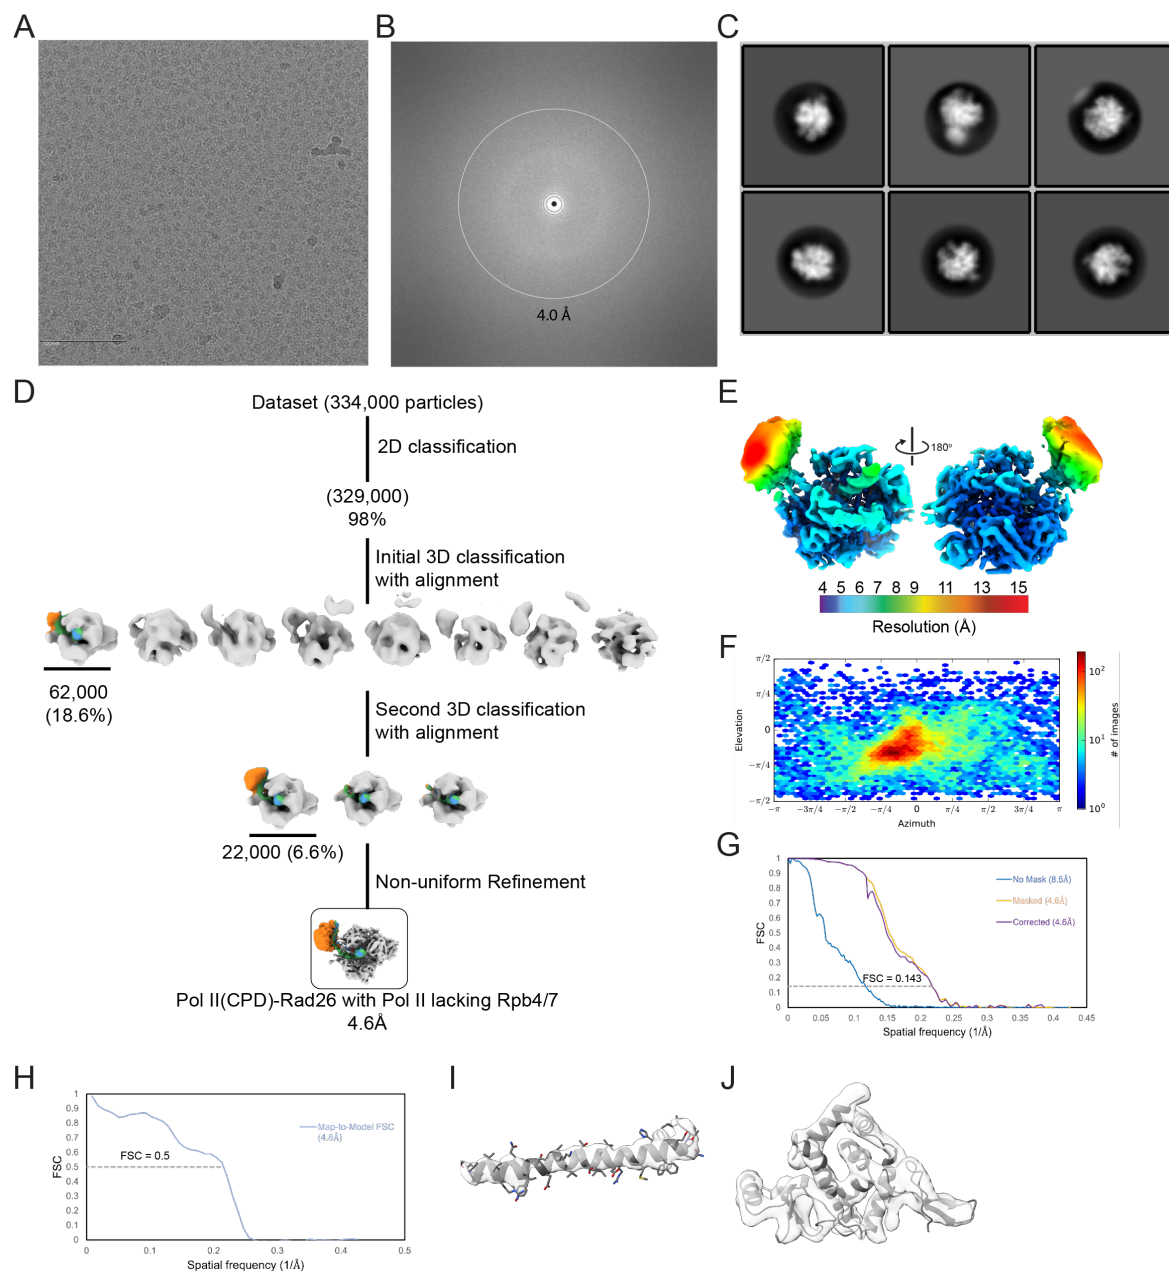 A
B
C
4.0 Å
D
Dataset (334,000 particles)
2D classification
(329,000)
98%
Initial 3D classification
with alignment
62,000
(18.6%)
Second 3D classification
with alignment
22,000 (6.6%)
Non-uniform Refinement
Pol II(CPD)-Rad26 with Pol II lacking Rpb4/7
4.6Å
E
180°
4 5 6 7 8 9 11 13 15
Resolution (Å)
F
π/2
π/4
0
−π/4
−π/2
Elevation
−π −3π/4 −π/2 −π/4 0 π/4 π/2 3π/4 π
Azimuth
10²
10¹
10⁰
# of images
G
1
0.9
0.8
0.7
0.6
0.5
0.4
0.3
0.2
0.1
0
FSC
No Mask (8.5Å)
Masked (4.6Å)
Corrected (4.6Å)
FSC = 0.143
0 0.05 0.1 0.15 0.2 0.25 0.3 0.35 0.4 0.45
Spatial frequency (1/Å)
H
1
0.9
0.8
0.7
0.6
0.5
0.4
0.3
0.2
0.1
0
FSC
Map-to-Model FSC
(4.8Å)
FSC = 0.5
0 0.1 0.2 0.3 0.4 0.5
Spatial frequency (1/Å)
I
J